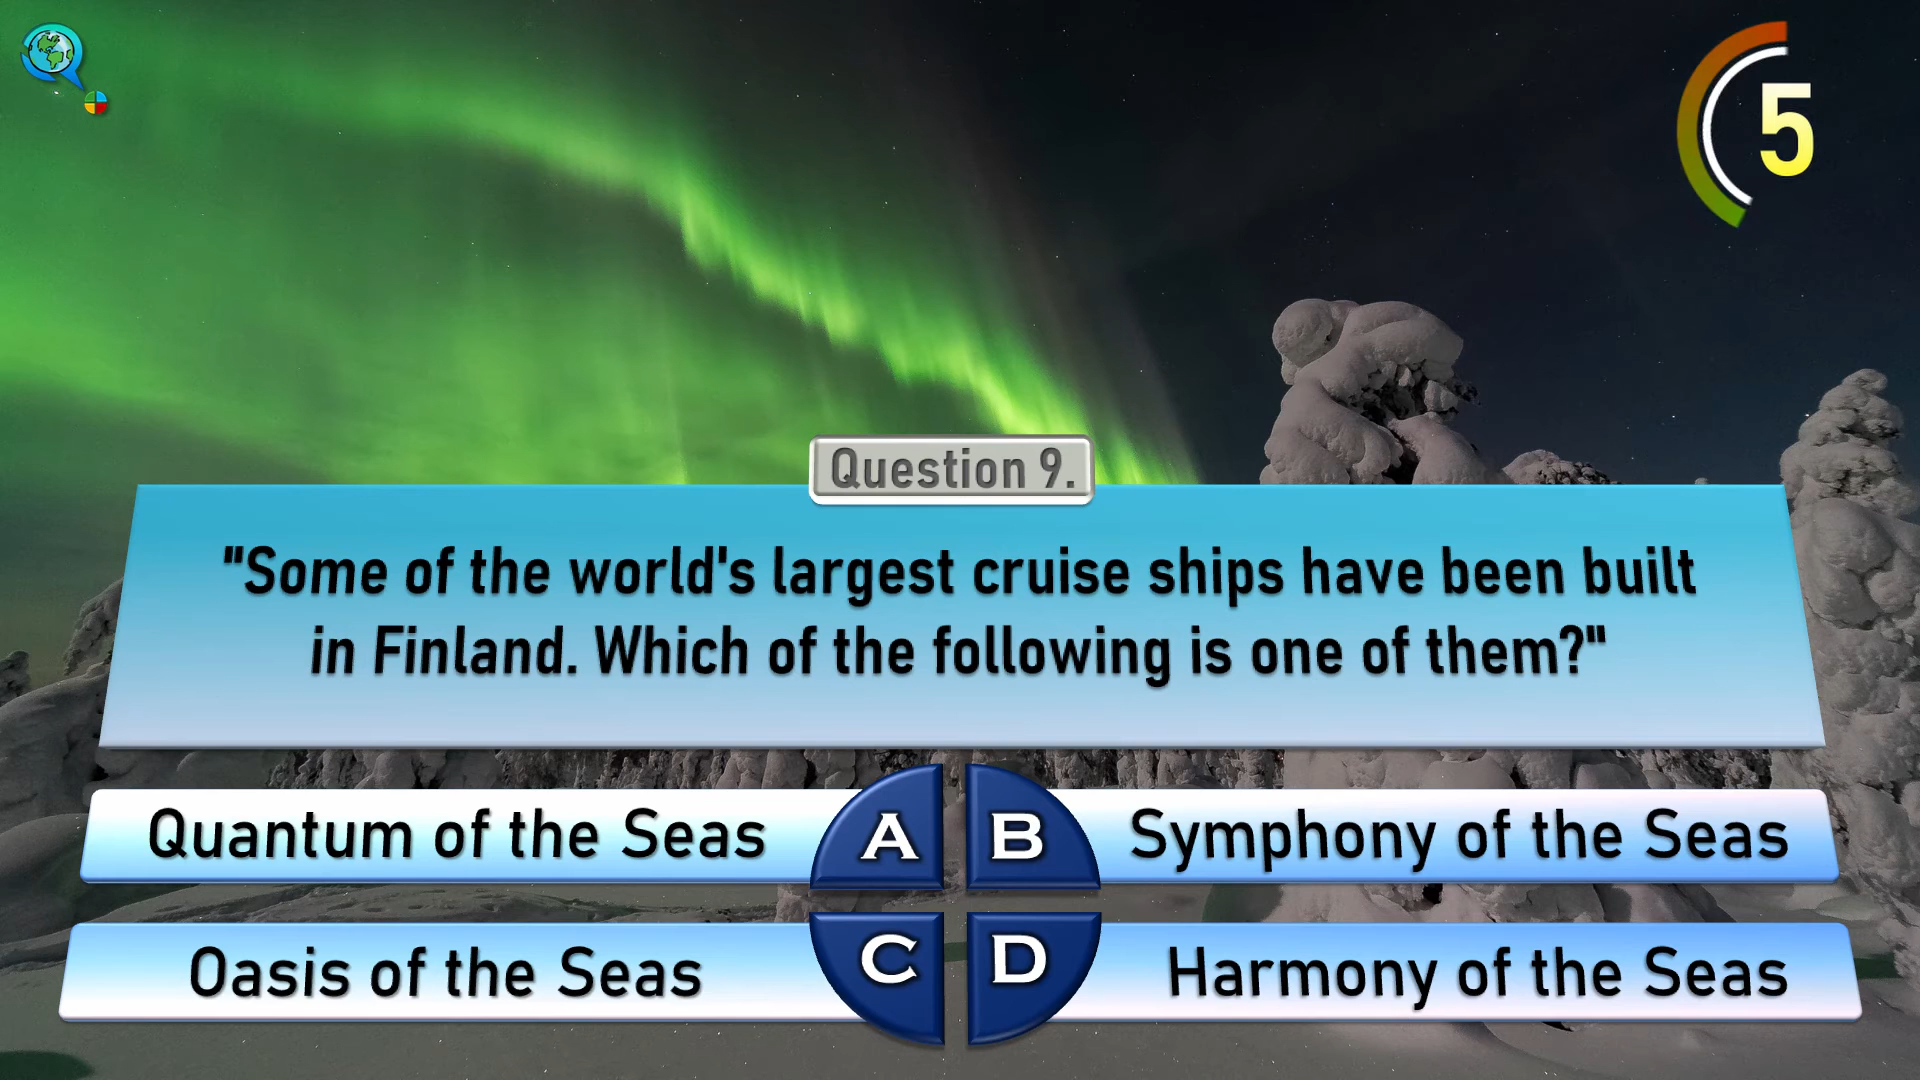 5
Question 9.
"Some of the world's largest cruise ships have been built
in Finland. Which of the following is one of them?"
Quantum of the Seas
A
B
Symphony of the Seas
Oasis of the Seas
C
D
Harmony of the Seas